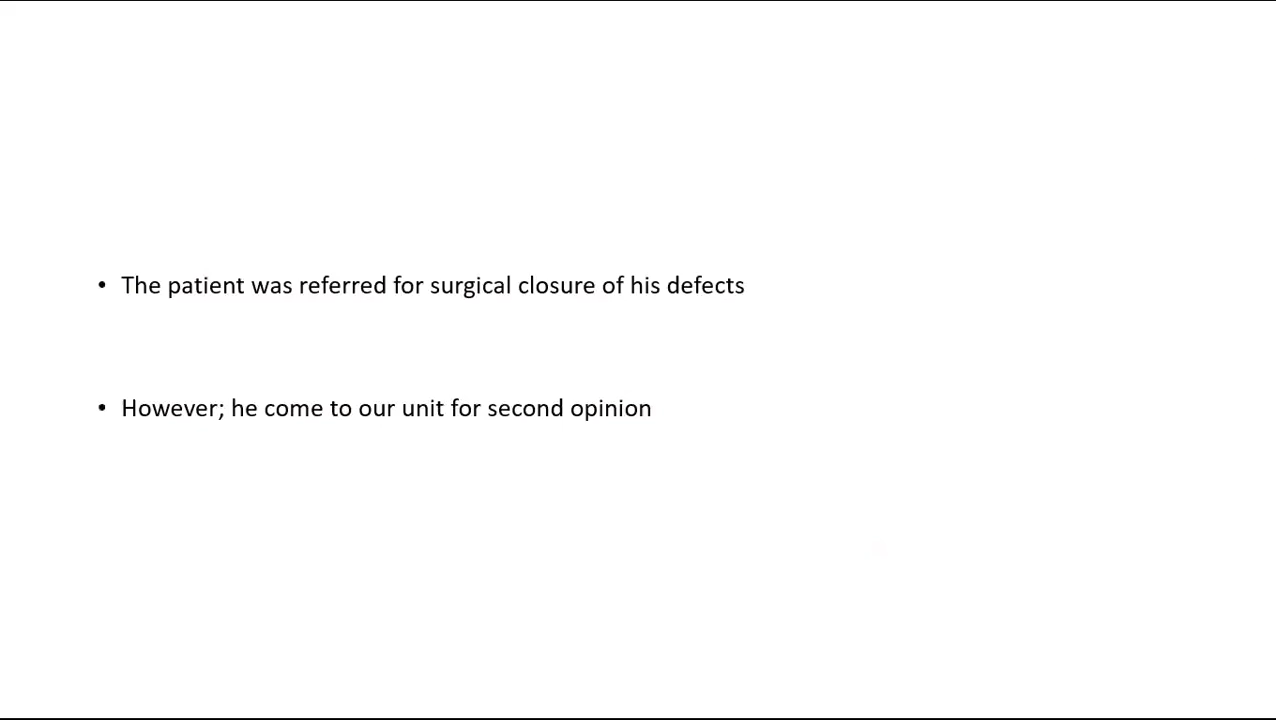 • The patient was referred for surgical closure of his defects
• However; he come to our unit for second opinion